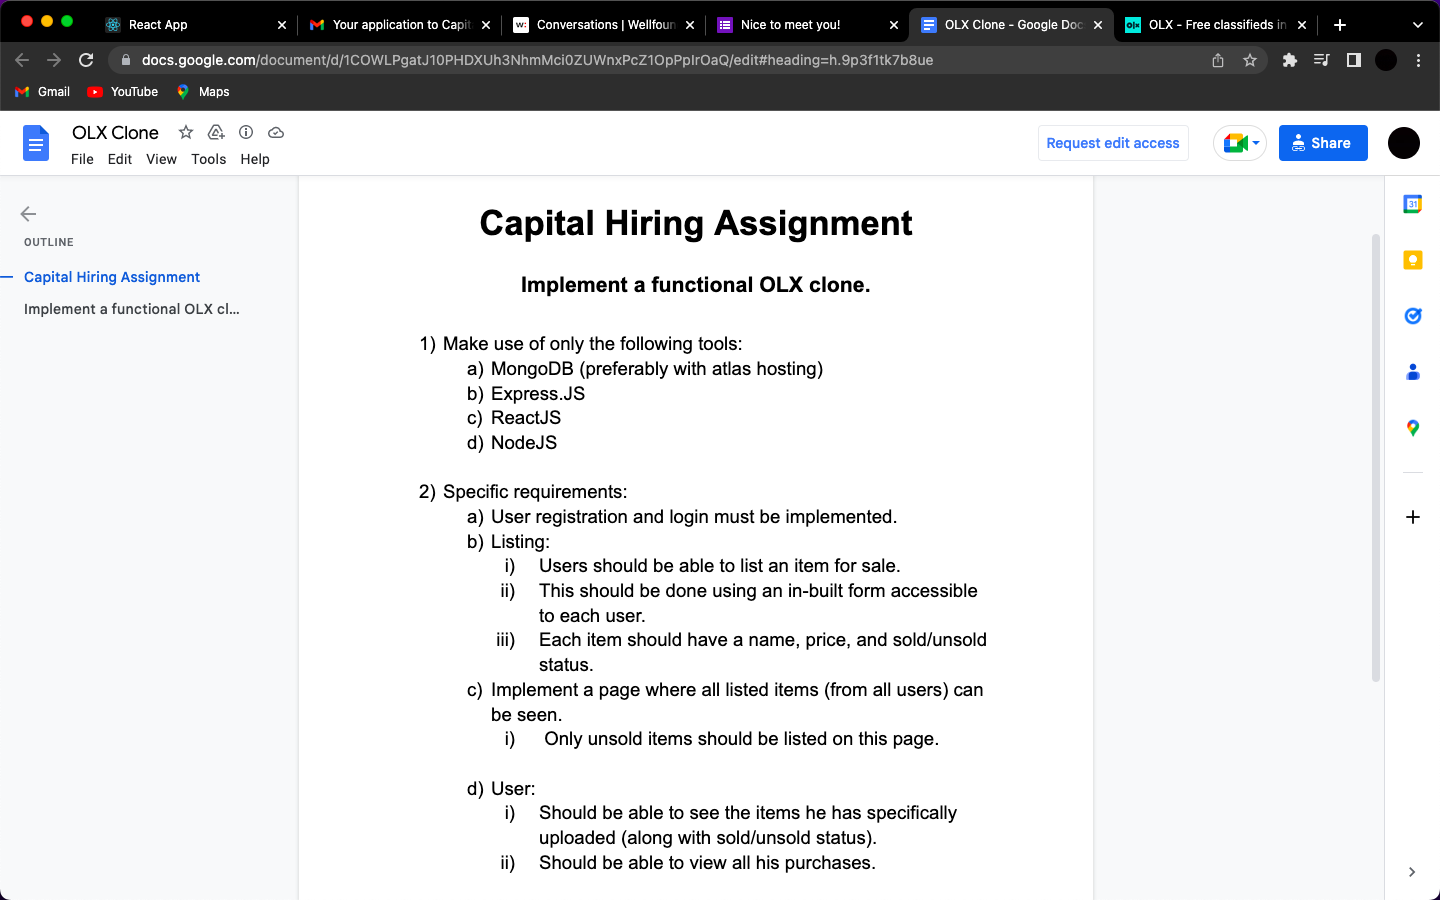 React App
Your application to Capit
w:
Conversations | Wellfoun
Nice to meet you!
OLX Clone - Google Doc
olx
OLX - Free classifieds in
docs.google.com/document/d/1COWLPgatJ10PHDXUh3NhmMci0ZUWnxPcZ1OpPpIrOaQ/edit#heading=h.9p3f1tk7b8ue
Gmail
YouTube
Maps
OLX Clone
File Edit View Tools Help
Request edit access
Share
OUTLINE
Capital Hiring Assignment
Implement a functional OLX cl...
31
Capital Hiring Assignment
Implement a functional OLX clone.
1) Make use of only the following tools:
a) MongoDB (preferably with atlas hosting)
b) Express.JS
c) ReactJS
d) NodeJS
2) Specific requirements:
a) User registration and login must be implemented.
b) Listing:
i) Users should be able to list an item for sale.
ii) This should be done using an in-built form accessible
to each user.
iii) Each item should have a name, price, and sold/unsold
status.
c) Implement a page where all listed items (from all users) can
be seen.
i) Only unsold items should be listed on this page.
d) User:
i) Should be able to see the items he has specifically
uploaded (along with sold/unsold status).
ii) Should be able to view all his purchases.